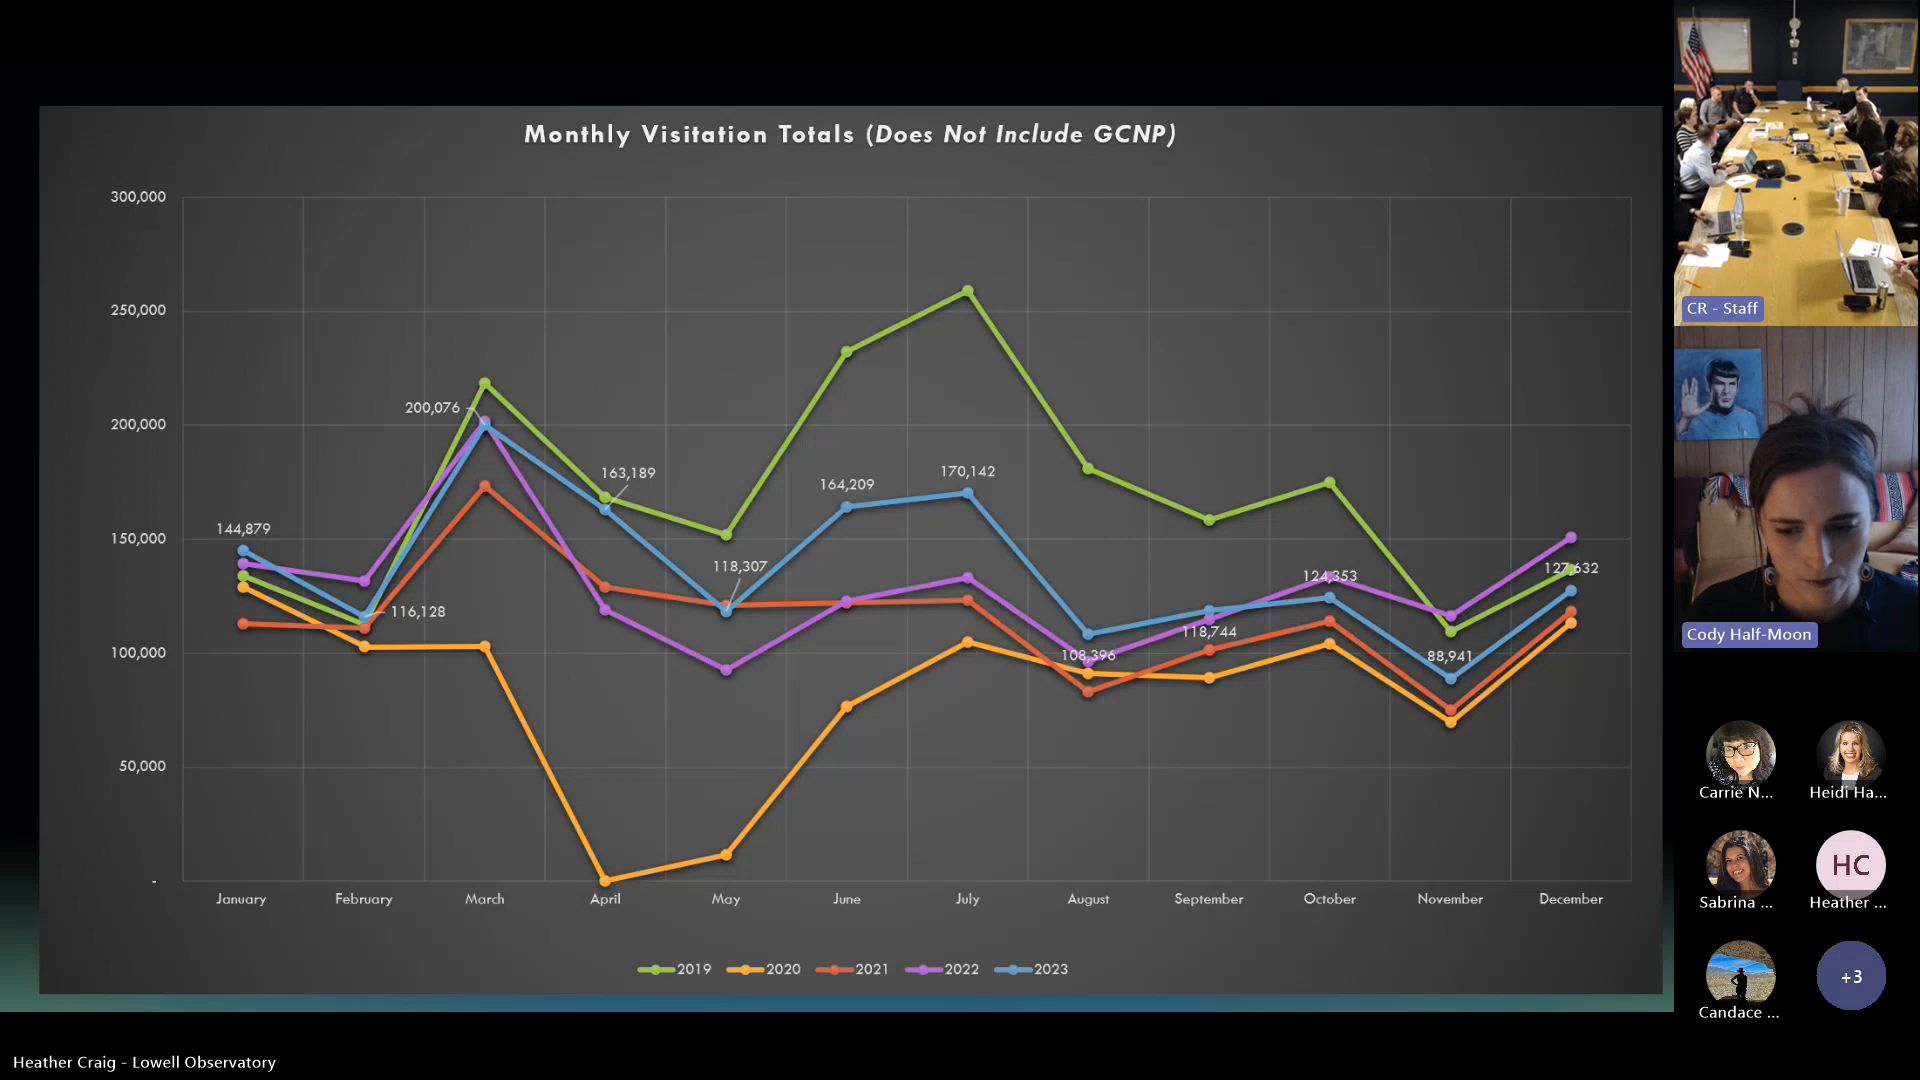 Monthly Visitation Totals (Does Not Include GCNP)
300,000
250,000
200,000
150,000
100,000
50,000
-
144,879
116,128
200,076
163,189
118,307
164,209
170,142
108,396
118,744
124,353
88,941
127,632
January February March April May June July August September October November December
2019 2020 2021 2022 2023
CR - Staff
Cody Half-Moon
Carrie N... Heidi Ha...
HC
Sabrina ... Heather ...
+3
Candace ...
Heather Craig - Lowell Observatory